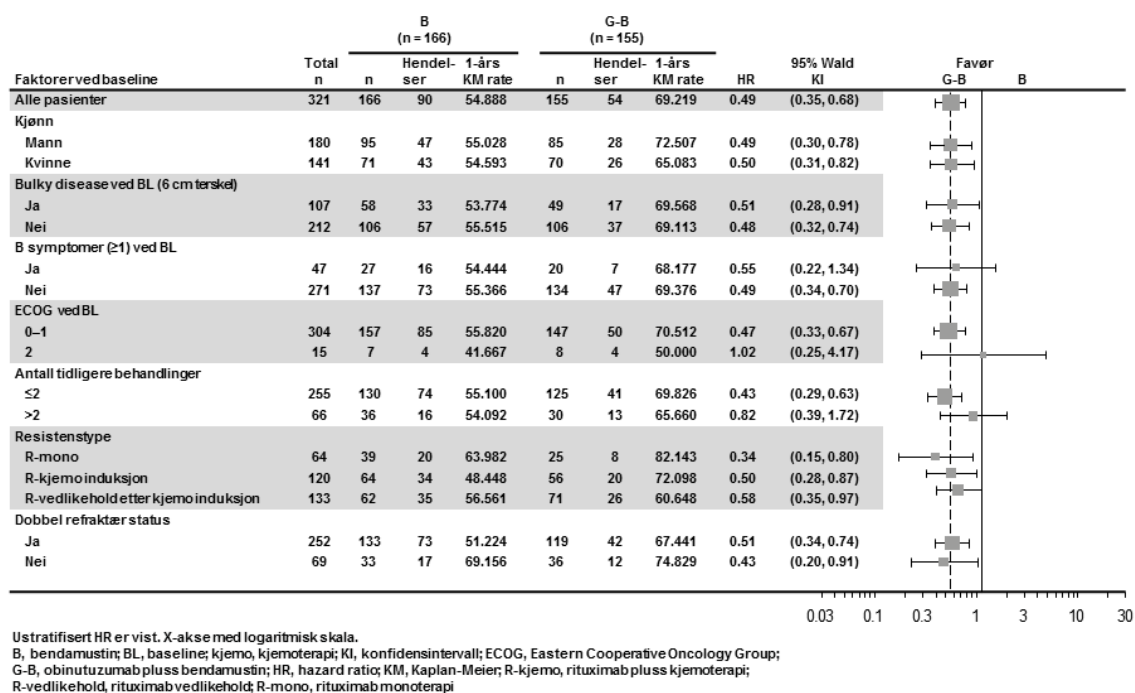 B G-B
(n = 166) (n = 155)
Total Hendel- 1-års Hendel- 1-års 95% Wald Favør
Faktorer ved baseline n n ser KM rate n ser KM rate HR KI G-B B
Alle pasienter 321 166 90 54.888 155 54 69.219 0.49 (0.35, 0.68)
Kjønn
Mann 180 95 47 55.028 85 28 72.507 0.49 (0.30, 0.78)
Kvinne 141 71 43 54.593 70 26 65.083 0.50 (0.31, 0.82)
Bulky disease ved BL (6 cm terskel)
Ja 107 58 33 53.774 49 17 69.568 0.51 (0.28, 0.91)
Nei 212 106 57 55.515 106 37 69.113 0.48 (0.32, 0.74)
B symptomer (≥1) ved BL
Ja 47 27 16 54.444 20 7 68.177 0.55 (0.22, 1.34)
Nei 271 137 73 55.366 134 47 69.376 0.49 (0.34, 0.70)
ECOG ved BL
0–1 304 157 85 55.820 147 50 70.512 0.47 (0.33, 0.67)
2 15 7 4 41.667 8 4 50.000 1.02 (0.25, 4.17)
Antall tidligere behandlinger
≤2 255 130 74 55.100 125 41 69.826 0.43 (0.29, 0.63)
>2 66 36 16 54.092 30 13 65.660 0.82 (0.39, 1.72)
Resistenstype
R-mono 64 39 20 63.982 25 8 82.143 0.34 (0.15, 0.80)
R-kjemo induksjon 120 64 34 48.448 56 20 72.098 0.50 (0.28, 0.87)
R-vedlikehold etter kjemo induksjon 133 62 35 56.561 71 26 60.648 0.58 (0.35, 0.97)
Dobbel refraktær status
Ja 252 133 73 51.224 119 42 67.441 0.51 (0.34, 0.74)
Nei 69 33 17 69.156 36 12 74.829 0.43 (0.20, 0.91)
0.03 0.1 0.3 1 3 10 30
Ustratifisert HR er vist. X-akse med logaritmisk skala.
B, bendamustin; BL, baseline; kjemo, kjemoterapi; KI, konfidensintervall; ECOG, Eastern Cooperative Oncology Group;
G-B, obinutuzumab pluss bendamustin; HR, hazard ratio; KM, Kaplan-Meier; R-kjemo, rituximab pluss kjemoterapi;
R-vedlikehold, rituximab vedlikehold; R-mono, rituximab monoterapi